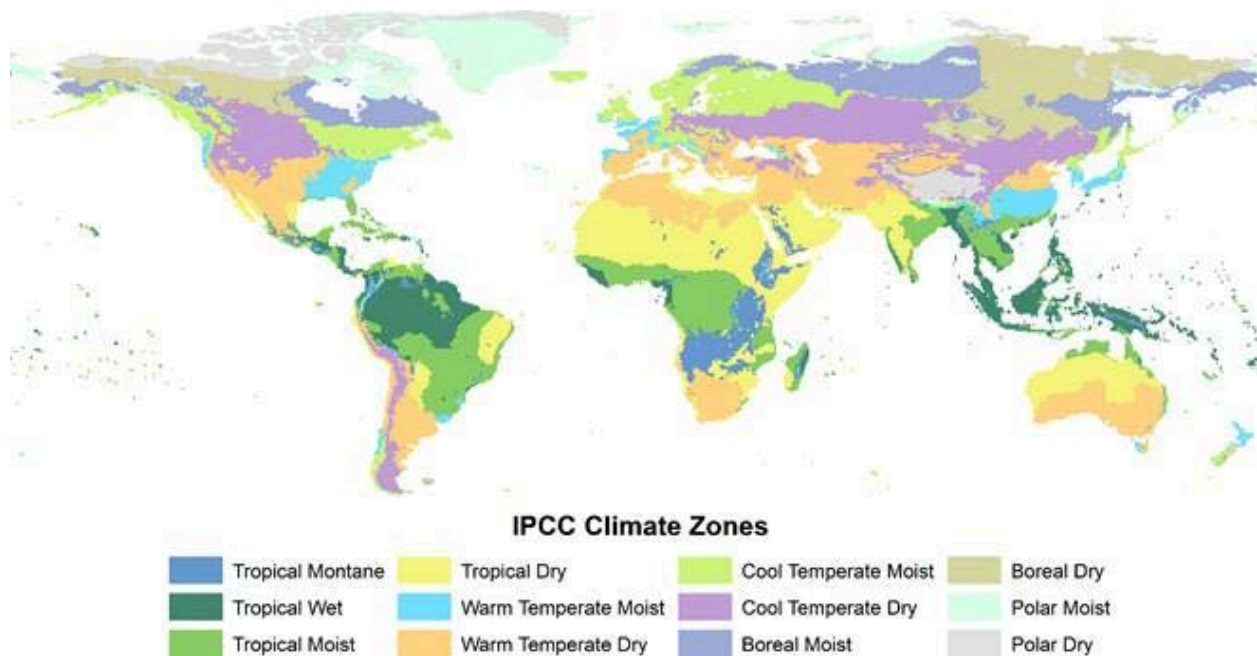 IPCC Climate Zones
Tropical Montane
Tropical Dry
Cool Temperate Moist
Boreal Dry
Tropical Wet
Warm Temperate Moist
Cool Temperate Dry
Polar Moist
Tropical Moist
Warm Temperate Dry
Boreal Moist
Polar Dry